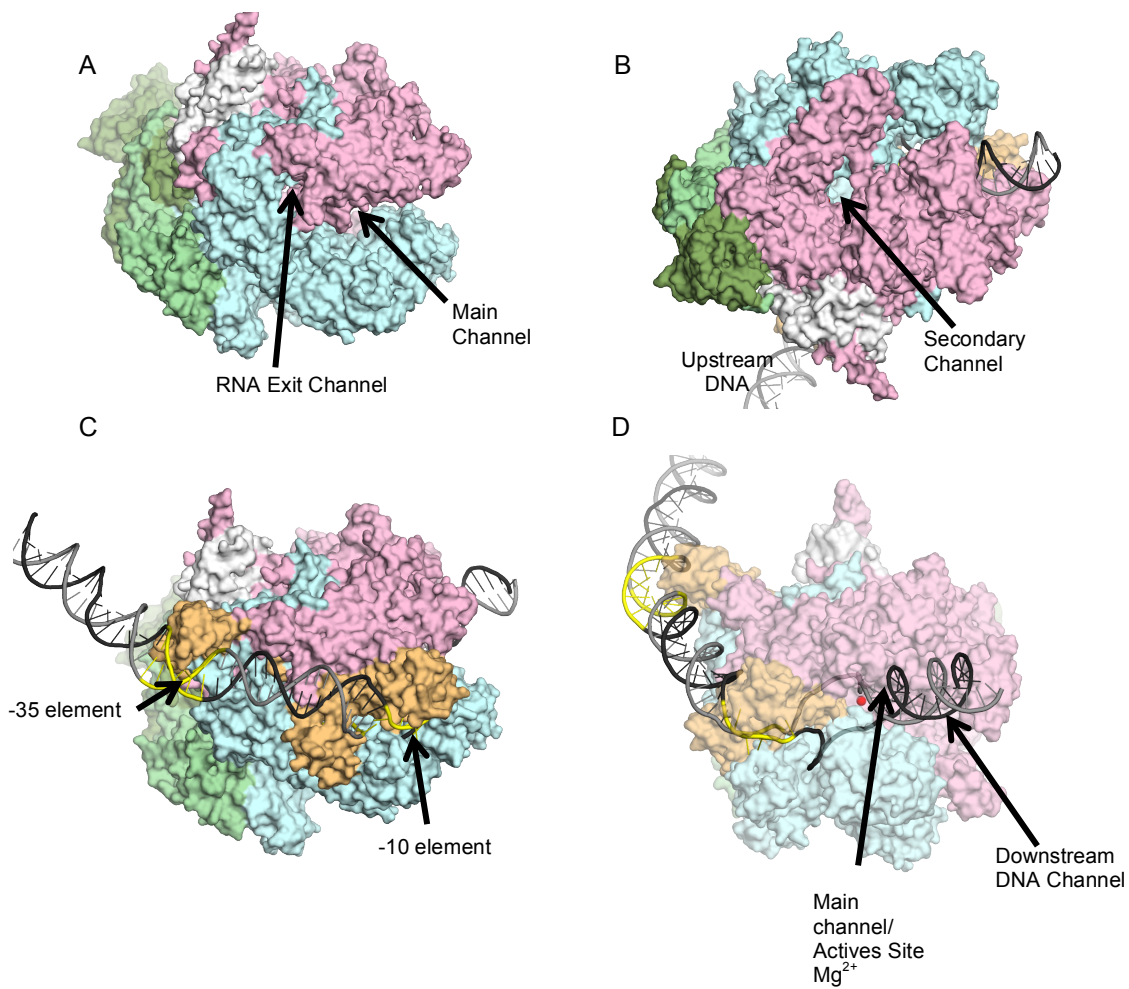 A
B
Main
Channel
RNA Exit Channel
Secondary
Channel
Upstream
DNA
C
D
-35 element
-10 element
Downstream
DNA Channel
Main
channel/
Actives Site
Mg2+